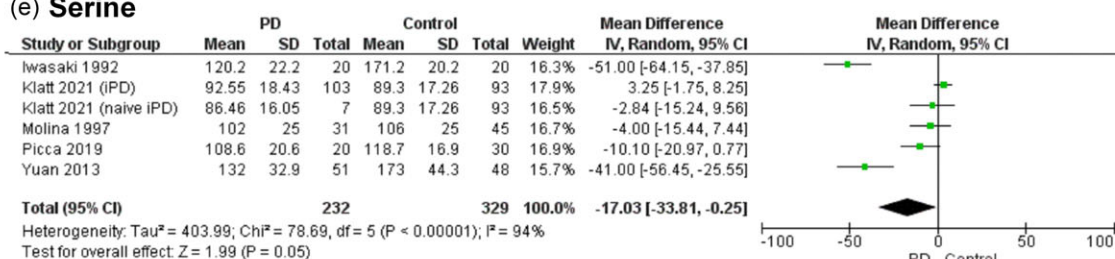 (e) Serine
PD Control Mean Difference Mean Difference
Study or Subgroup Mean SD Total Mean SD Total Weight IV, Random, 95% CI IV, Random, 95% CI
Iwasaki 1992 120.2 22.2 20 171.2 20.2 20 16.3% -51.00 [-64.15, -37.85]
Klatt 2021 (iPD) 92.55 18.43 103 89.3 17.26 93 17.9% 3.25 [-1.75, 8.25]
Klatt 2021 (naive iPD) 86.46 16.05 7 89.3 17.26 93 16.5% -2.84 [-15.24, 9.56]
Molina 1997 102 25 31 106 25 45 16.7% -4.00 [-15.44, 7.44]
Picca 2019 108.6 20.6 20 118.7 16.9 30 16.9% -10.10 [-20.97, 0.77]
Yuan 2013 132 32.9 51 173 44.3 48 15.7% -41.00 [-56.45, -25.55]
Total (95% CI) 232 329 100.0% -17.03 [-33.81, -0.25]
Heterogeneity: Tau² = 403.99; Chi² = 78.69, df = 5 (P < 0.00001); I² = 94%
Test for overall effect: Z = 1.99 (P = 0.05)
-100 -50 0 50 100
PD Control